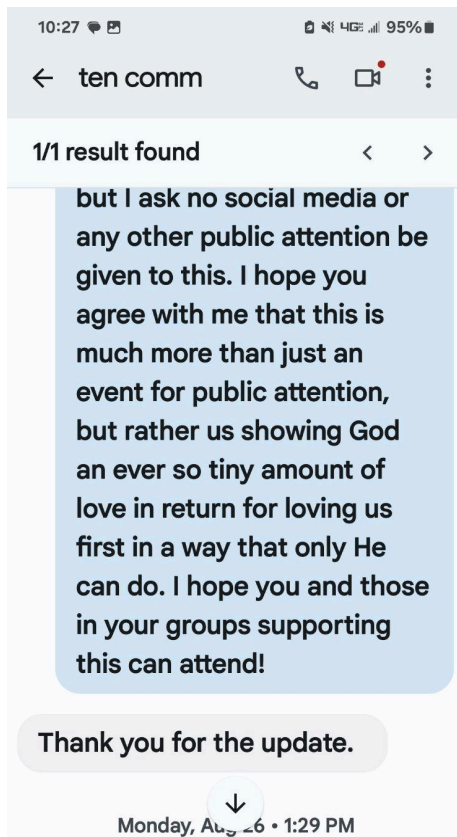 10:27 4G 95%
ten comm
1/1 result found
but I ask no social media or
any other public attention be
given to this. I hope you
agree with me that this is
much more than just an
event for public attention,
but rather us showing God
an ever so tiny amount of
love in return for loving us
first in a way that only He
can do. I hope you and those
in your groups supporting
this can attend!
Thank you for the update.
Monday, Aug 26 • 1:29 PM